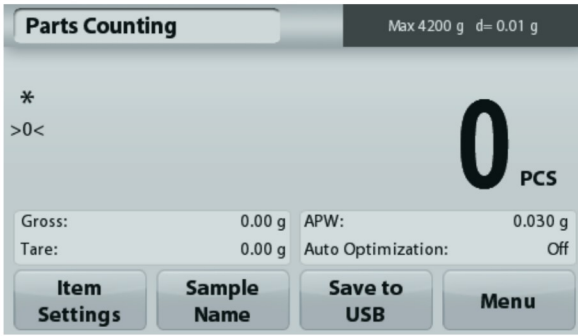 Parts Counting
Max 4200 g d= 0.01 g
*
>0<
0 PCS
Gross: 0.00 g
Tare: 0.00 g
APW: 0.030 g
Auto Optimization: Off
Item
Settings
Sample
Name
Save to
USB
Menu